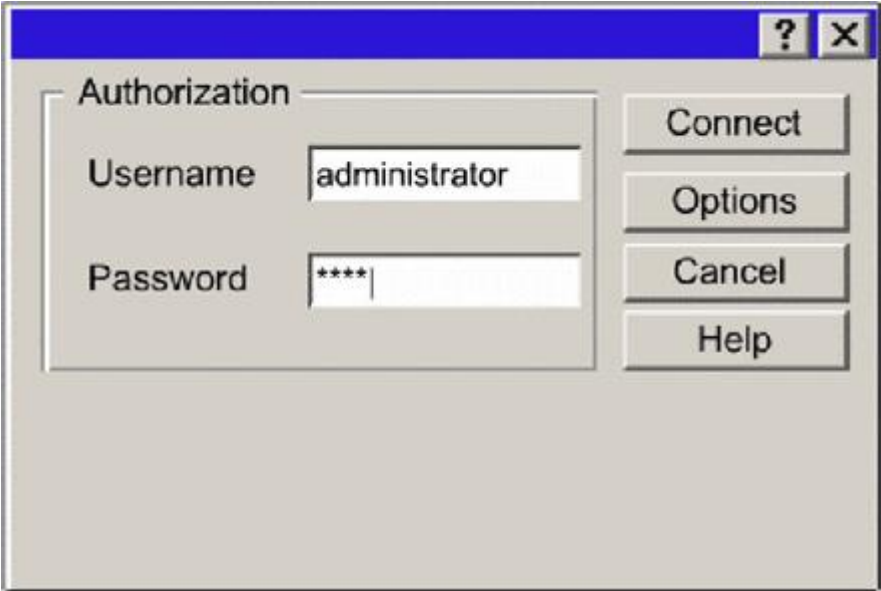 ?
Authorization
Username administrator
Password ****
Connect
Options
Cancel
Help